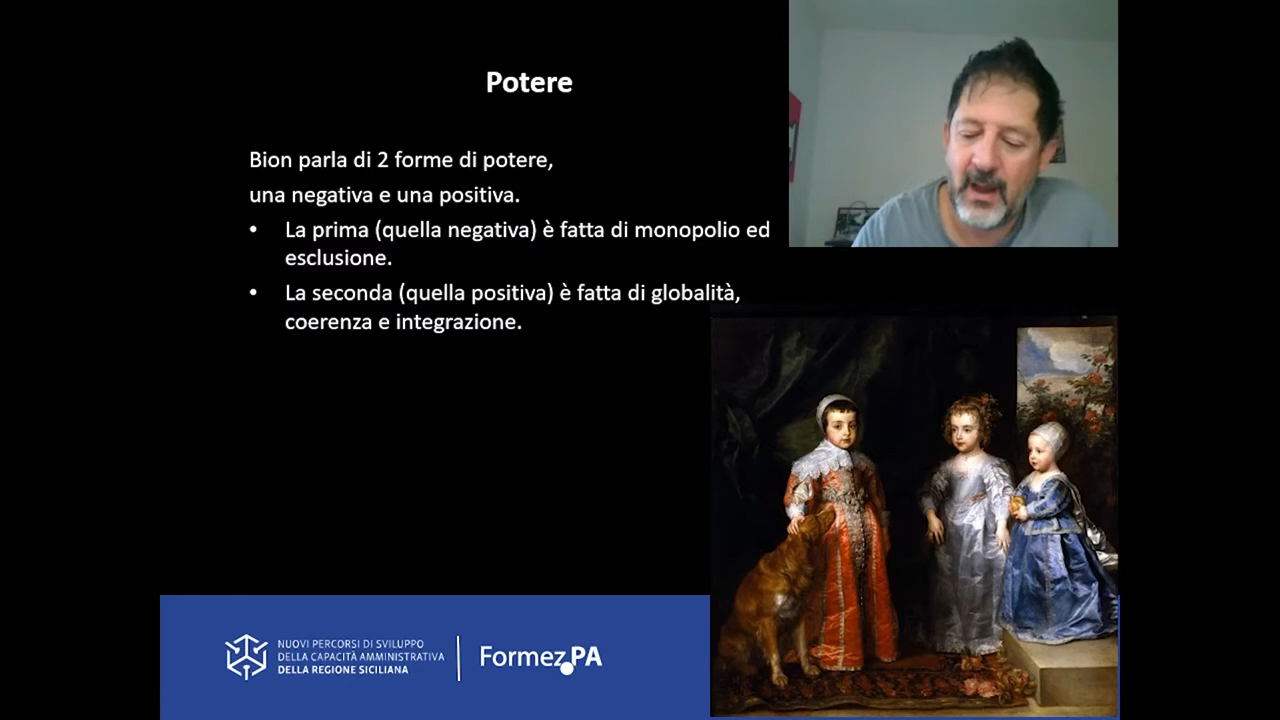 Potere
Bion parla di 2 forme di potere,
una negativa e una positiva.
• La prima (quella negativa) è fatta di monopolio ed
esclusione.
• La seconda (quella positiva) è fatta di globalità,
coerenza e integrazione.
NUOVI PERCORSI DI SVILUPPO
DELLA CAPACITÀ AMMINISTRATIVA
DELLA REGIONE SICILIANA
Formez.PA